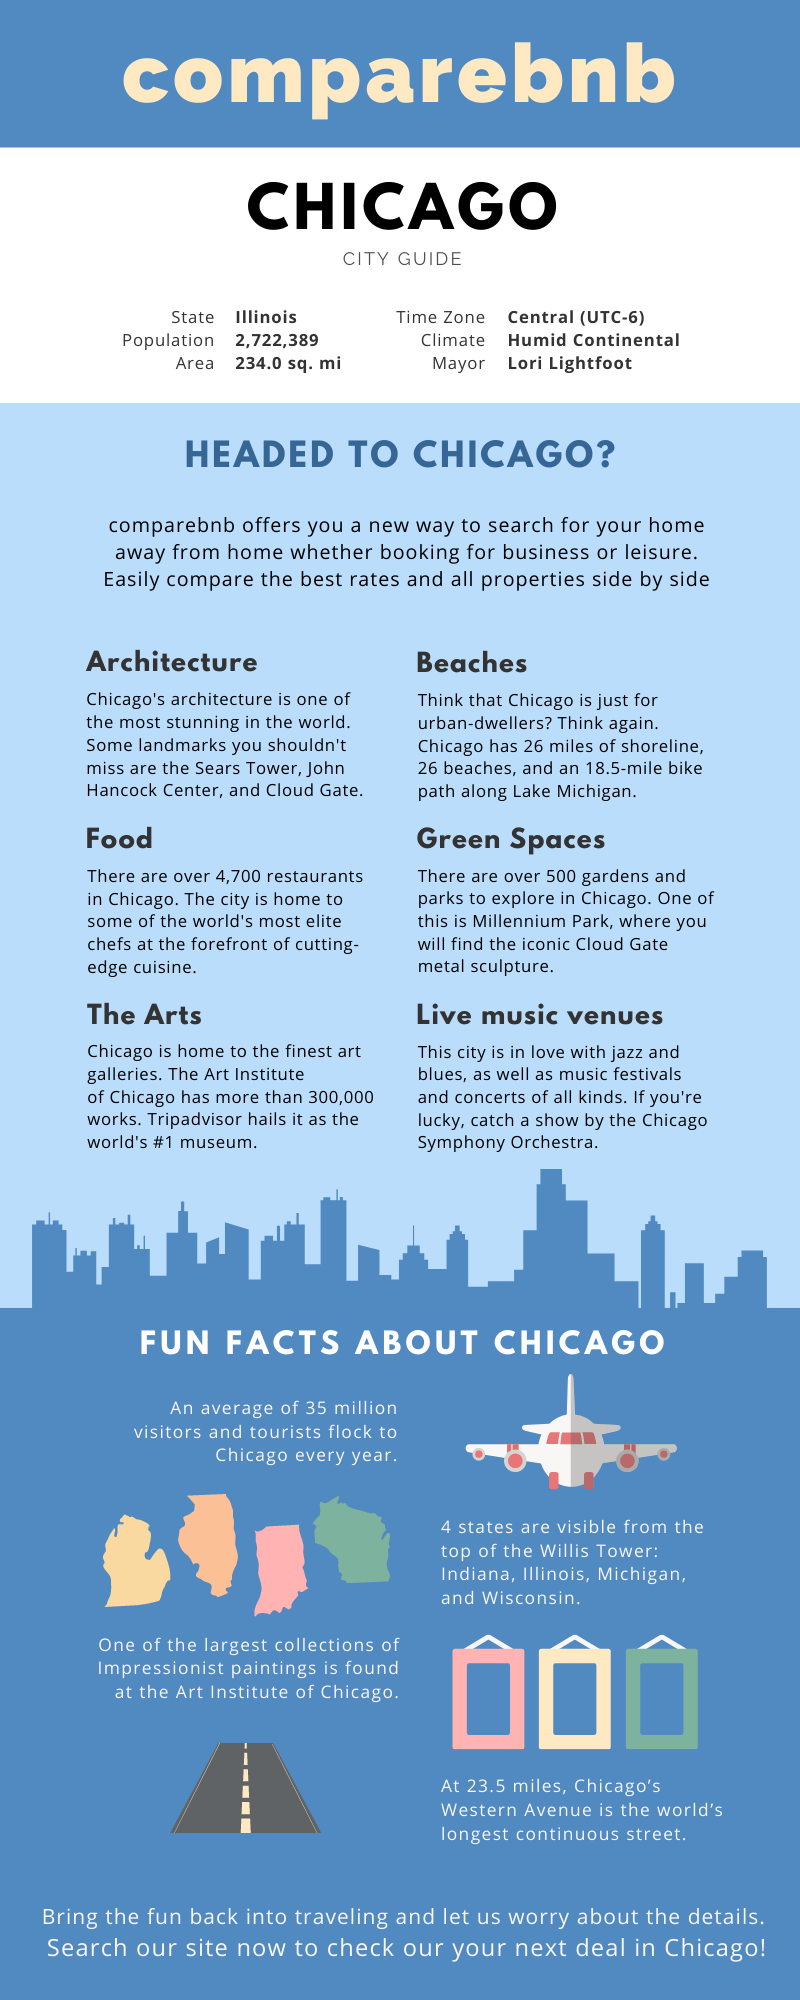 comparebnb
CHICAGO
CITY GUIDE
State Illinois
Population 2,722,389
Area 234.0 sq. mi
Time Zone Central (UTC-6)
Climate Humid Continental
Mayor Lori Lightfoot
HEADED TO CHICAGO?
comparebnb offers you a new way to search for your home
away from home whether booking for business or leisure.
Easily compare the best rates and all properties side by side
Architecture
Chicago's architecture is one of
the most stunning in the world.
Some landmarks you shouldn't
miss are the Sears Tower, John
Hancock Center, and Cloud Gate.
Beaches
Think that Chicago is just for
urban-dwellers? Think again.
Chicago has 26 miles of shoreline,
26 beaches, and an 18.5-mile bike
path along Lake Michigan.
Food
There are over 4,700 restaurants
in Chicago. The city is home to
some of the world's most elite
chefs at the forefront of cutting-
edge cuisine.
Green Spaces
There are over 500 gardens and
parks to explore in Chicago. One of
this is Millennium Park, where you
will find the iconic Cloud Gate
metal sculpture.
The Arts
Chicago is home to the finest art
galleries. The Art Institute
of Chicago has more than 300,000
works. Tripadvisor hails it as the
world's #1 museum.
Live music venues
This city is in love with jazz and
blues, as well as music festivals
and concerts of all kinds. If you're
lucky, catch a show by the Chicago
Symphony Orchestra.
FUN FACTS ABOUT CHICAGO
An average of 35 million
visitors and tourists flock to
Chicago every year.
4 states are visible from the
top of the Willis Tower:
Indiana, Illinois, Michigan,
and Wisconsin.
One of the largest collections of
Impressionist paintings is found
at the Art Institute of Chicago.
At 23.5 miles, Chicago’s
Western Avenue is the world’s
longest continuous street.
Bring the fun back into traveling and let us worry about the details.
Search our site now to check our your next deal in Chicago!